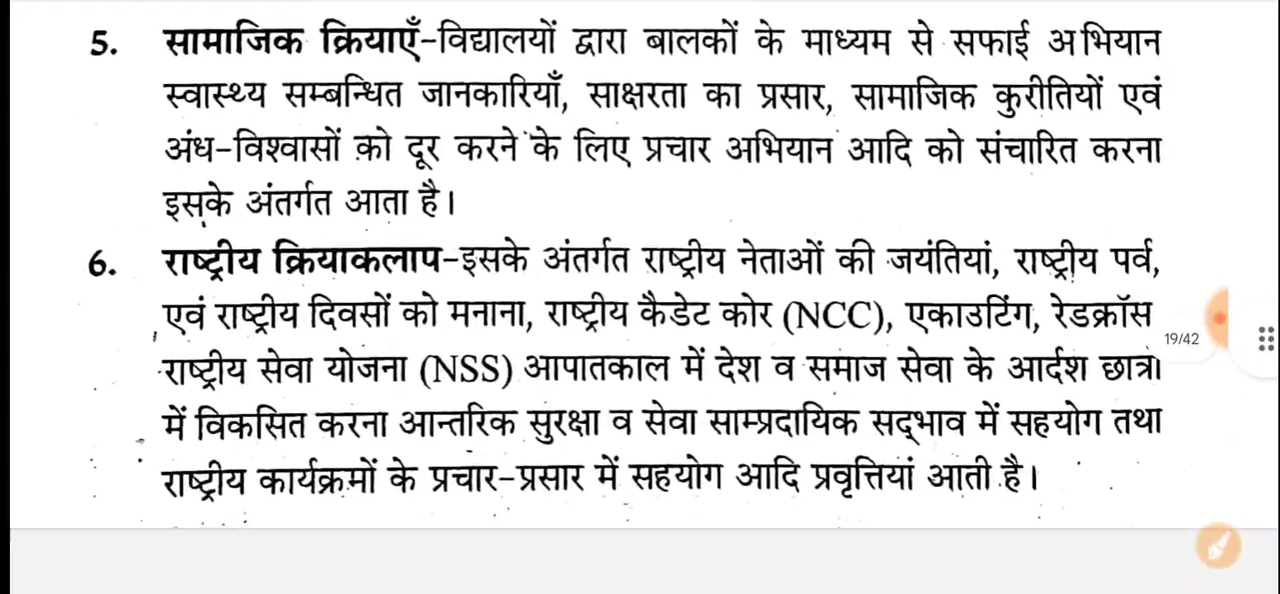 5. सामाजिक क्रियाएँ-विद्यालयों द्वारा बालकों के माध्यम से सफाई अभियान
स्वास्थ्य सम्बन्धित जानकारियाँ, साक्षरता का प्रसार, सामाजिक कुरीतियों एवं
अंध-विश्वासों को दूर करने के लिए प्रचार अभियान आदि को संचारित करना
इसके अंतर्गत आता है।
6. राष्ट्रीय क्रियाकलाप-इसके अंतर्गत राष्ट्रीय नेताओं की जयंतियां, राष्ट्रीय पर्व,
एवं राष्ट्रीय दिवसों को मनाना, राष्ट्रीय कैडेट कोर (NCC), एकाउटिंग, रेडक्रॉस
19/42
राष्ट्रीय सेवा योजना (NSS) आपातकाल में देश व समाज सेवा के आर्दश छात्रा
में विकसित करना आन्तरिक सुरक्षा व सेवा साम्प्रदायिक सद्भाव में सहयोग तथा
राष्ट्रीय कार्यक्रमों के प्रचार-प्रसार में सहयोग आदि प्रवृत्तियां आती है।